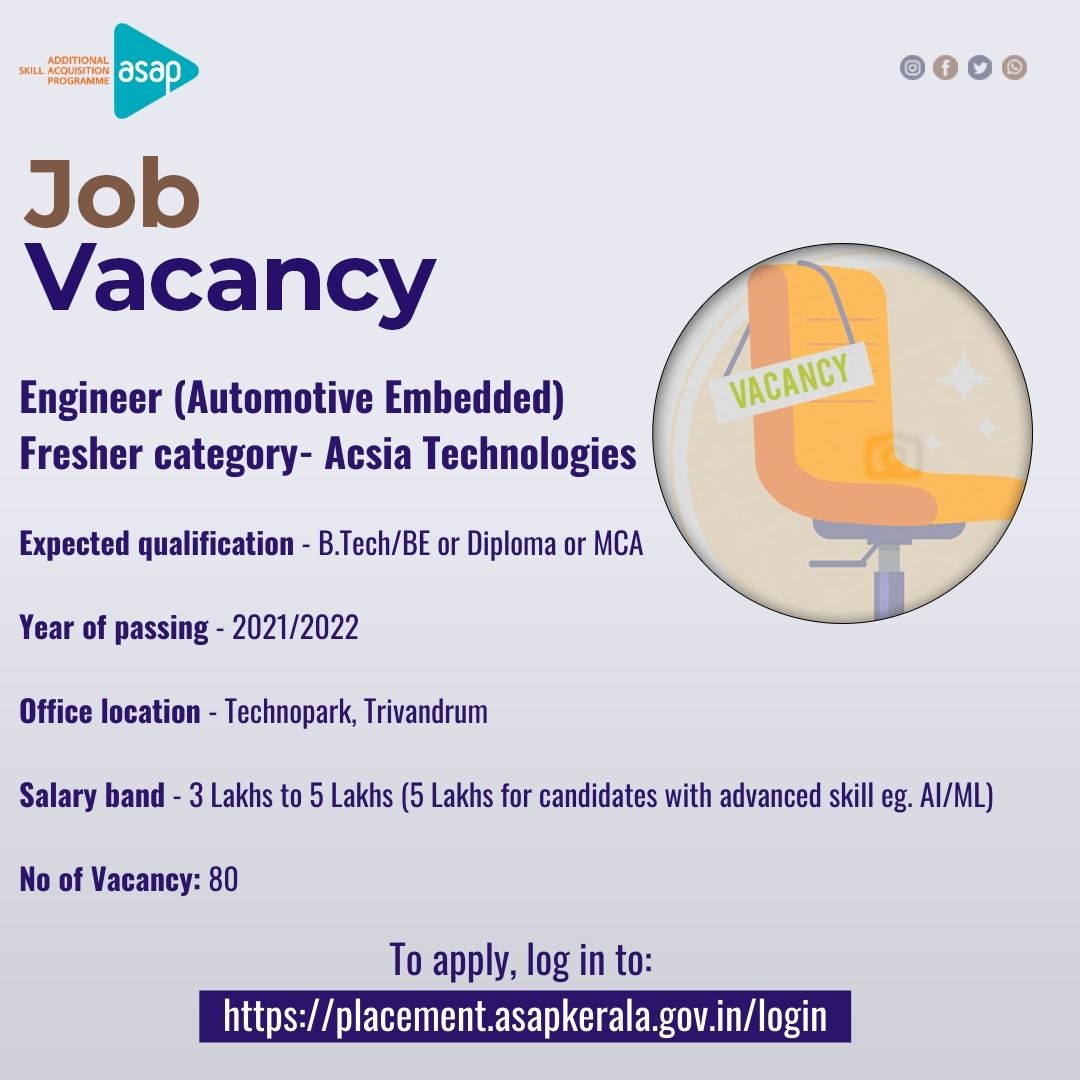 ADDITIONAL
SKILL ACQUISITION
PROGRAMME
asap
Job
Vacancy
VACANCY
Engineer (Automotive Embedded)
Fresher category- Acsia Technologies
Expected qualification - B.Tech/BE or Diploma or MCA
Year of passing - 2021/2022
Office location - Technopark, Trivandrum
Salary band - 3 Lakhs to 5 Lakhs (5 Lakhs for candidates with advanced skill eg. AI/ML)
No of Vacancy: 80
To apply, log in to:
https://placement.asapkerala.gov.in/login